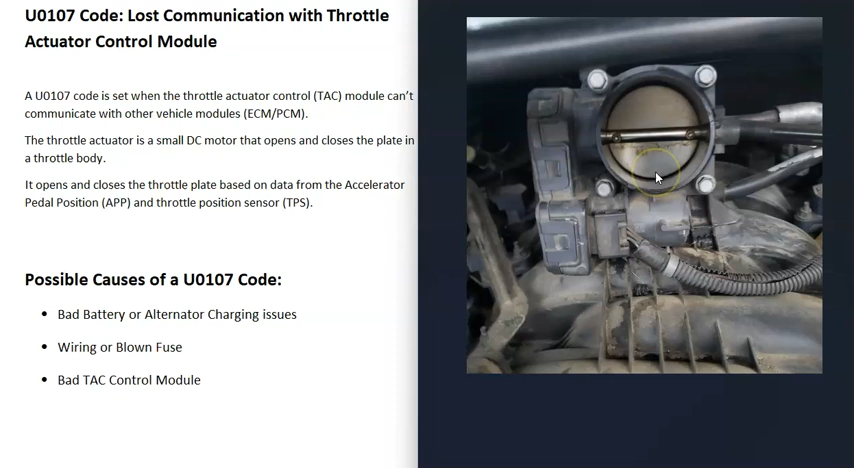 U0107 Code: Lost Communication with Throttle
Actuator Control Module
A U0107 code is set when the throttle actuator control (TAC) module can't
communicate with other vehicle modules (ECM/PCM).
The throttle actuator is a small DC motor that opens and closes the plate in
a throttle body.
It opens and closes the throttle plate based on data from the Accelerator
Pedal Position (APP) and throttle position sensor (TPS).
Possible Causes of a U0107 Code:
• Bad Battery or Alternator Charging issues
• Wiring or Blown Fuse
• Bad TAC Control Module